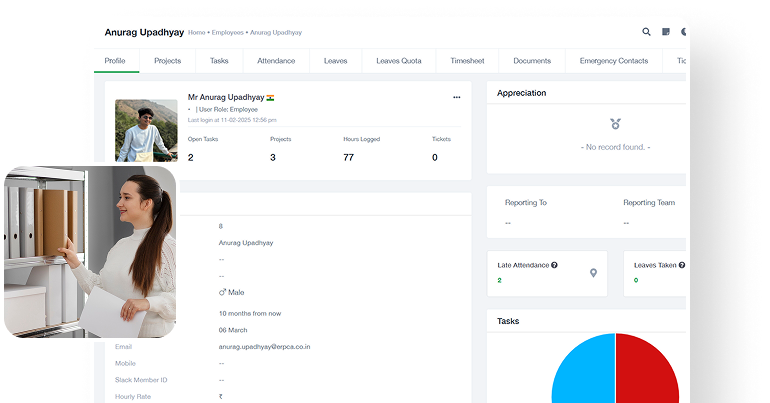 Anurag Upadhyay Home • Employees • Anurag Upadhyay
Profile Projects Tasks Attendance Leaves Leaves Quota Timesheet Documents Emergency Contacts Tic
Mr Anurag Upadhyay
• | User Role: Employee
Last login at 11-02-2025 12:56 pm
Open Tasks Projects Hours Logged Tickets
2 3 77 0
8
Anurag Upadhyay
--
--
Male
10 months from now
06 March
Email anurag.upadhyay@erpca.co.in
Mobile --
Slack Member ID --
Hourly Rate ₹
Appreciation
- No record found. -
Reporting To Reporting Team
-- --
Late Attendance Leaves Taken
2 0
Tasks